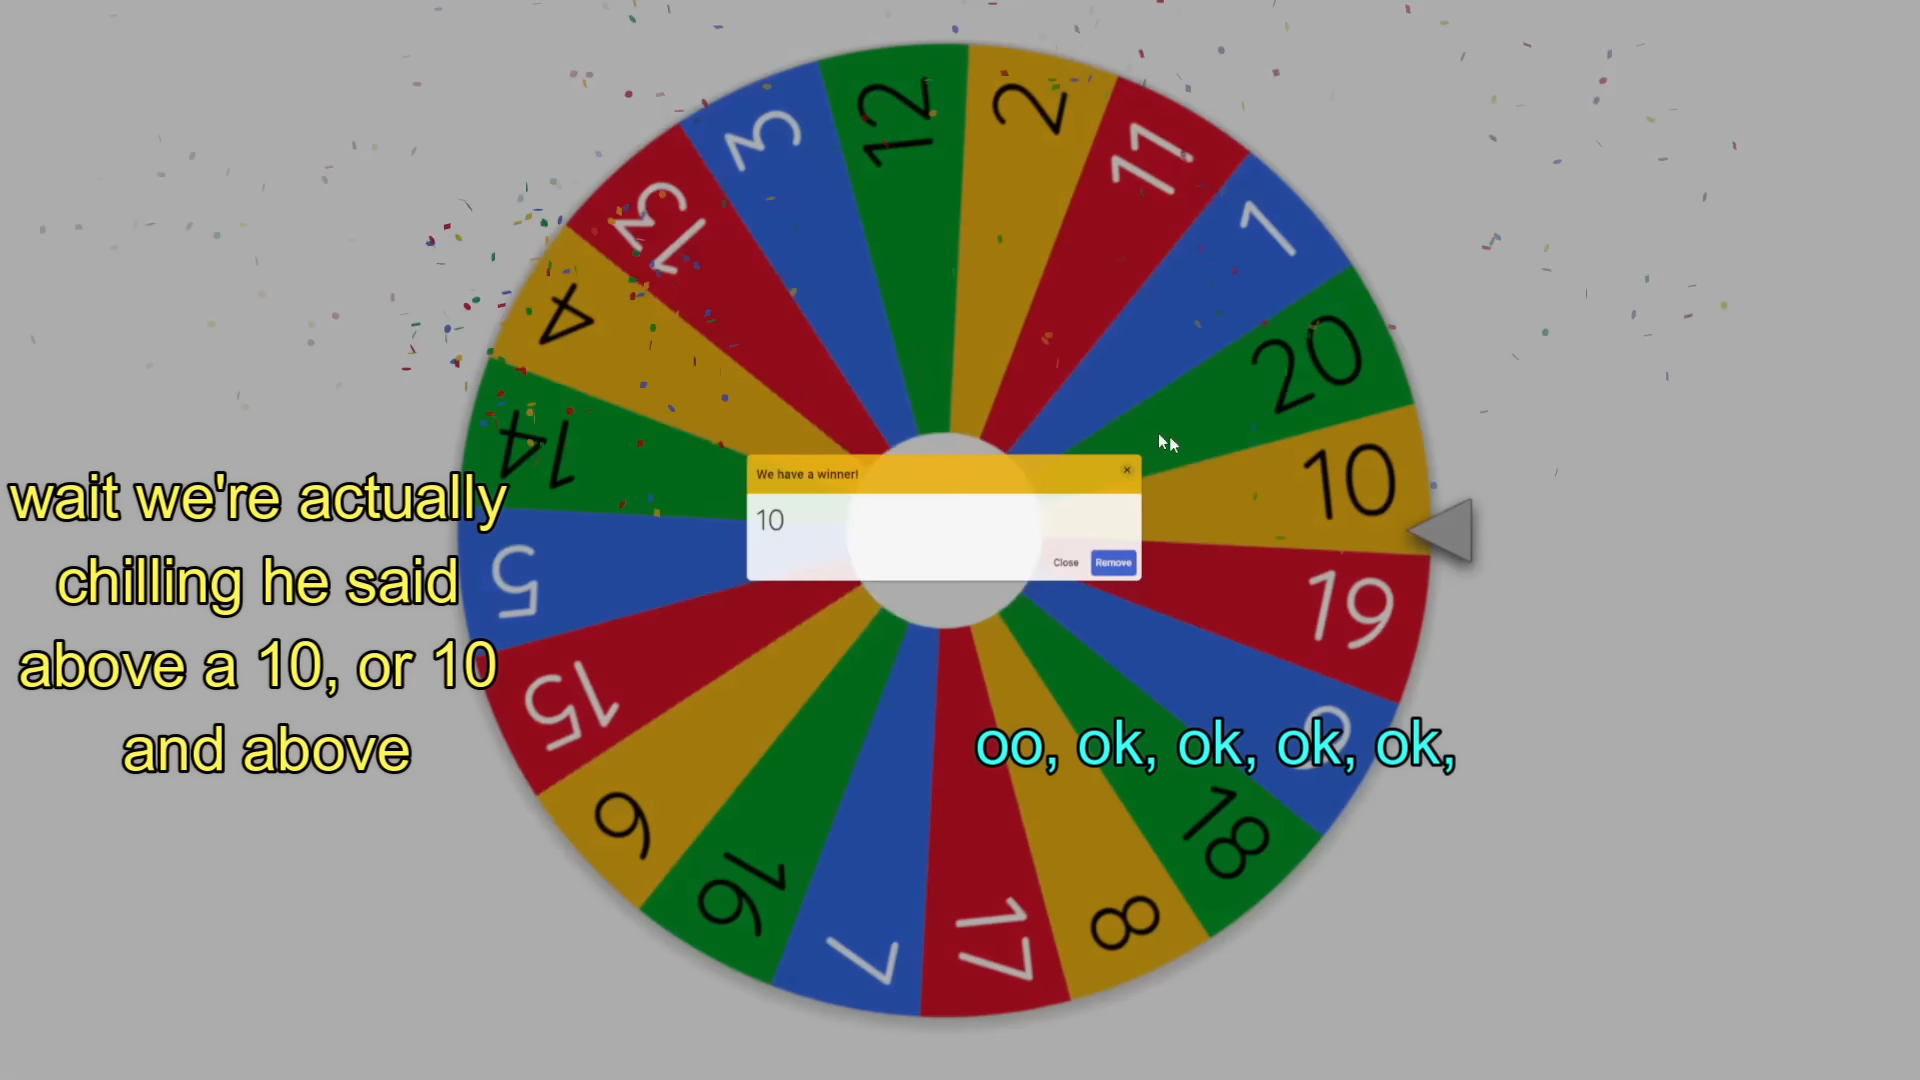 12
2
3
11
13
1
4
20
14
10
We have a winner!
10
Close
Remove
wait we're actually
chilling he said
above a 10, or 10
and above
5
19
15
9
oo, ok, ok, ok, ok,
6
18
16
8
7
17